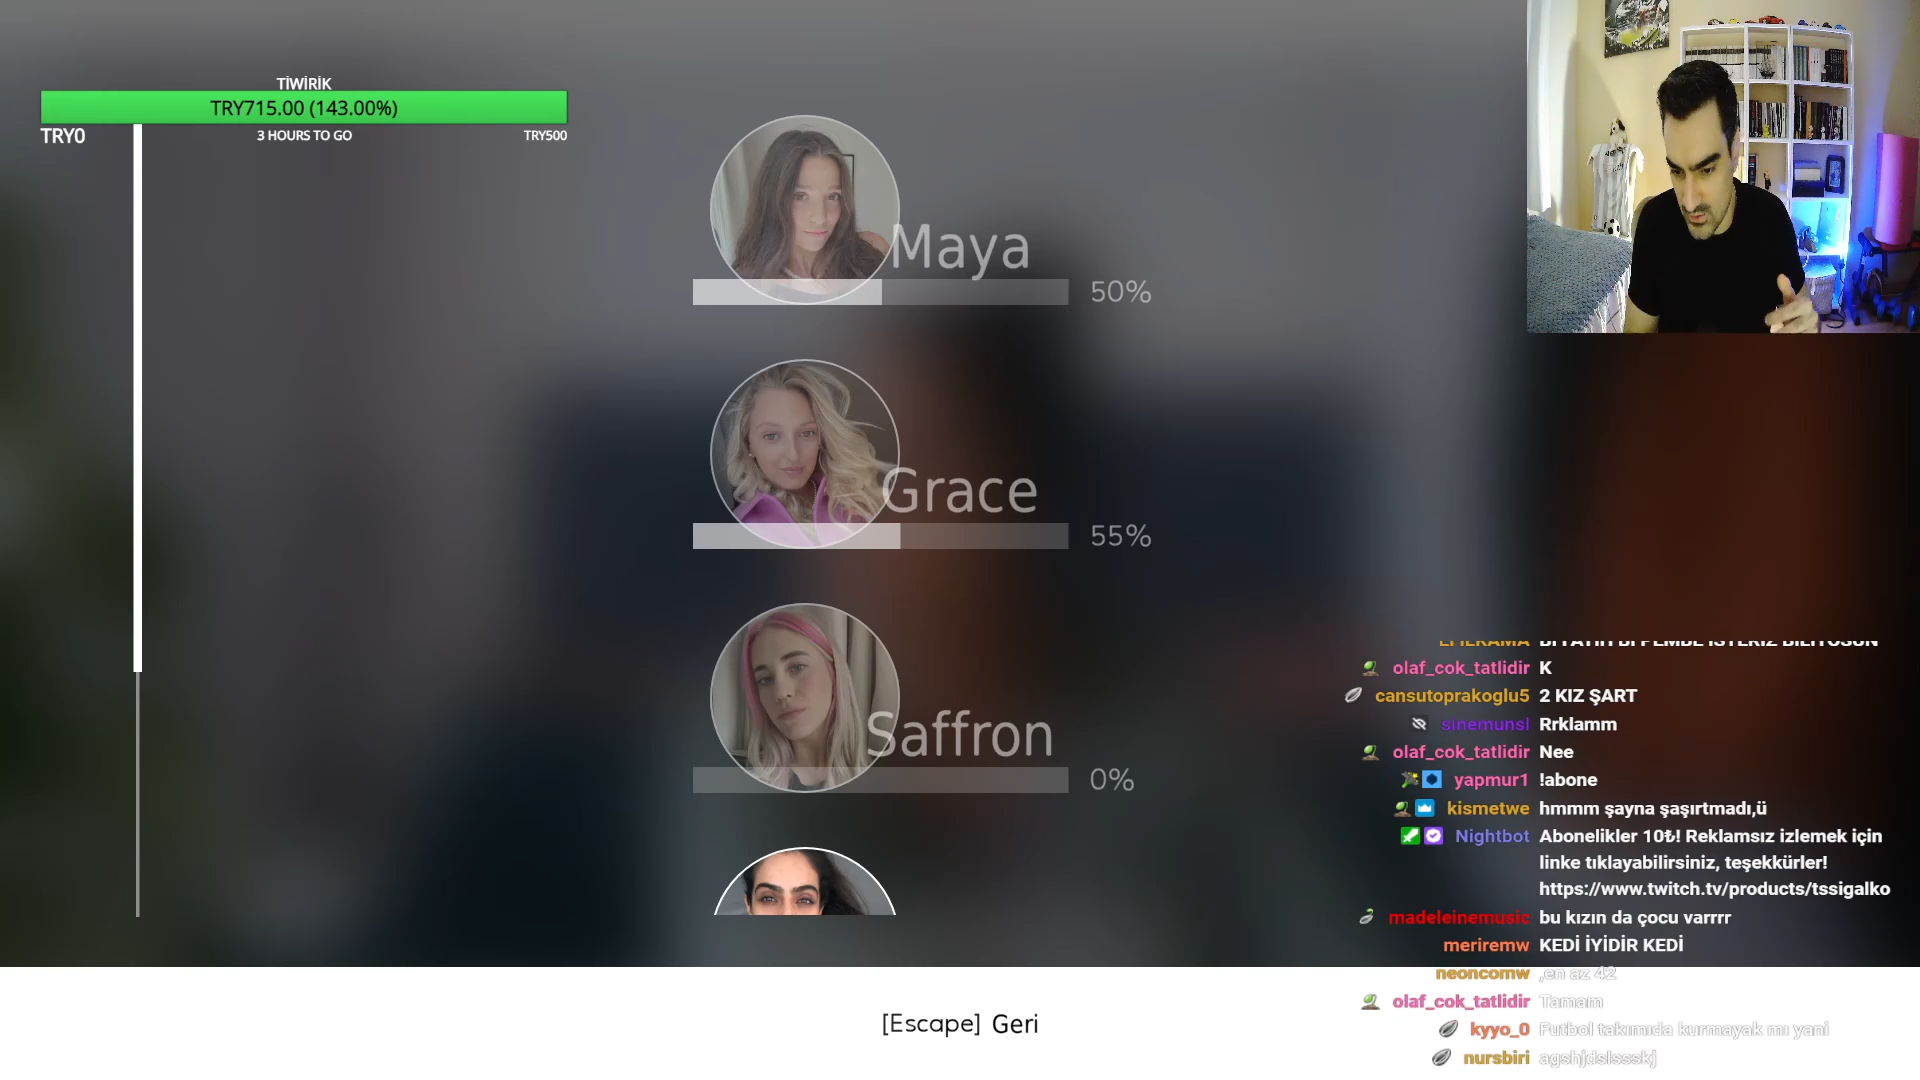 TİWİRİK
TRY715.00 (143.00%)
TRY0
3 HOURS TO GO
TRY500
Maya
50%
Grace
55%
Saffron
0%
olaf_cok_tatlidir K
cansutoprakoglu5 2 KIZ ŞART
sinemunsl Rrklamm
olaf_cok_tatlidir Nee
yapmur1 !abone
kismetwe hmmm şayna şaşırtmadı,ü
Nightbot Abonelikler 10₺! Reklamsız izlemek için
linke tıklayabilirsiniz, teşekkürler!
https://www.twitch.tv/products/tssigalko
madeleinemusic bu kızın da çocu varrrr
meriremw KEDİ İYİDİR KEDİ
neoncomw ,en az 42
olaf_cok_tatlidir Tamam
kyyo_0 Futbol takımıda kurmayak mı yani
nursbiri agshjdslssskj
[Escape] Geri